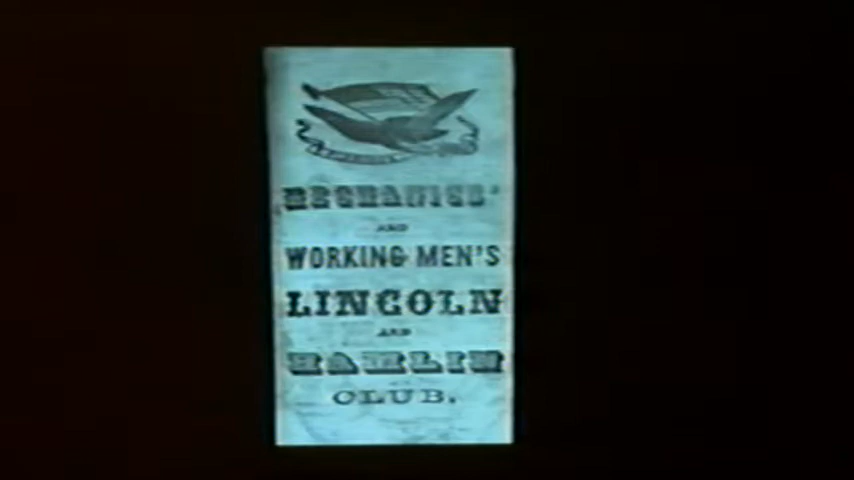 MECHANICS'
AND
WORKING MEN'S
LINCOLN
AND
HAMLIN
CLUB.